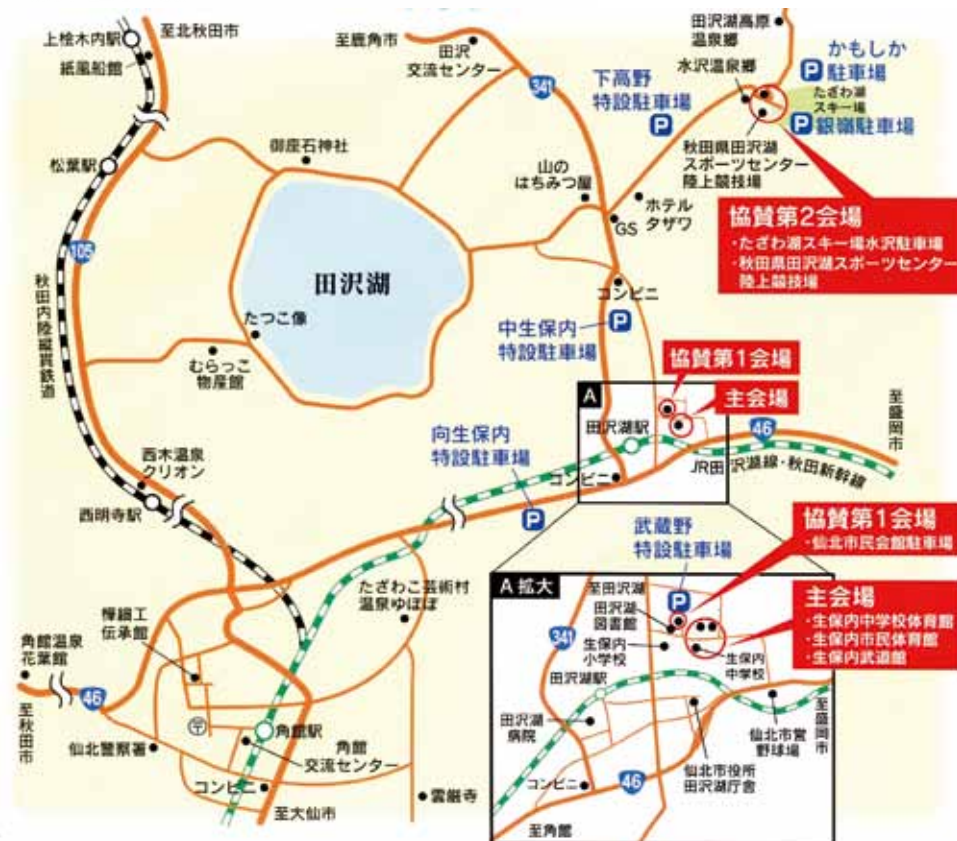 上桧木内駅
至北秋田市
紙風船館
至鹿角市
田沢
交流センター
341
田沢湖高原
温泉郷
水沢温泉郷
かもしか
P 駐車場
たざわ湖
スキー場
P 銀嶺駐車場
下高野
特設駐車場
P
秋田県田沢湖
スポーツセンター
陸上競技場
協賛第2会場
・たざわ湖スキー場水沢駐車場
・秋田県田沢湖スポーツセンター
陸上競技場
松葉駅
御座石神社
山の
はちみつ屋
ホテル
タザワ
GS
105
秋田内陸縦貫鉄道
田沢湖
たつこ像
むらっこ
物産館
コンビニ
P
中生保内
特設駐車場
協賛第1会場
主会場
A
田沢湖駅
46
至盛岡市
JR田沢湖線・秋田新幹線
コンビニ
向生保内
特設駐車場
P
西木温泉
クリオン
西明寺駅
たざわこ芸術村
温泉ゆぽぽ
樺細工
伝承館
角館温泉
花葉館
46
至秋田市
〒
仙北警察署
角館駅
角館
交流センター
コンビニ
至大仙市
雲巌寺
武蔵野
特設駐車場
協賛第1会場
・仙北市民会館駐車場
主会場
・生保内中学校体育館
・生保内市民体育館
・生保内武道館
A 拡大
至田沢湖
P
田沢湖
図書館
341
生保内
小学校
生保内
中学校
田沢湖駅
田沢湖
病院
至盛岡市
仙北市営
野球場
仙北市役所
田沢湖庁舎
コンビニ
46
至角館